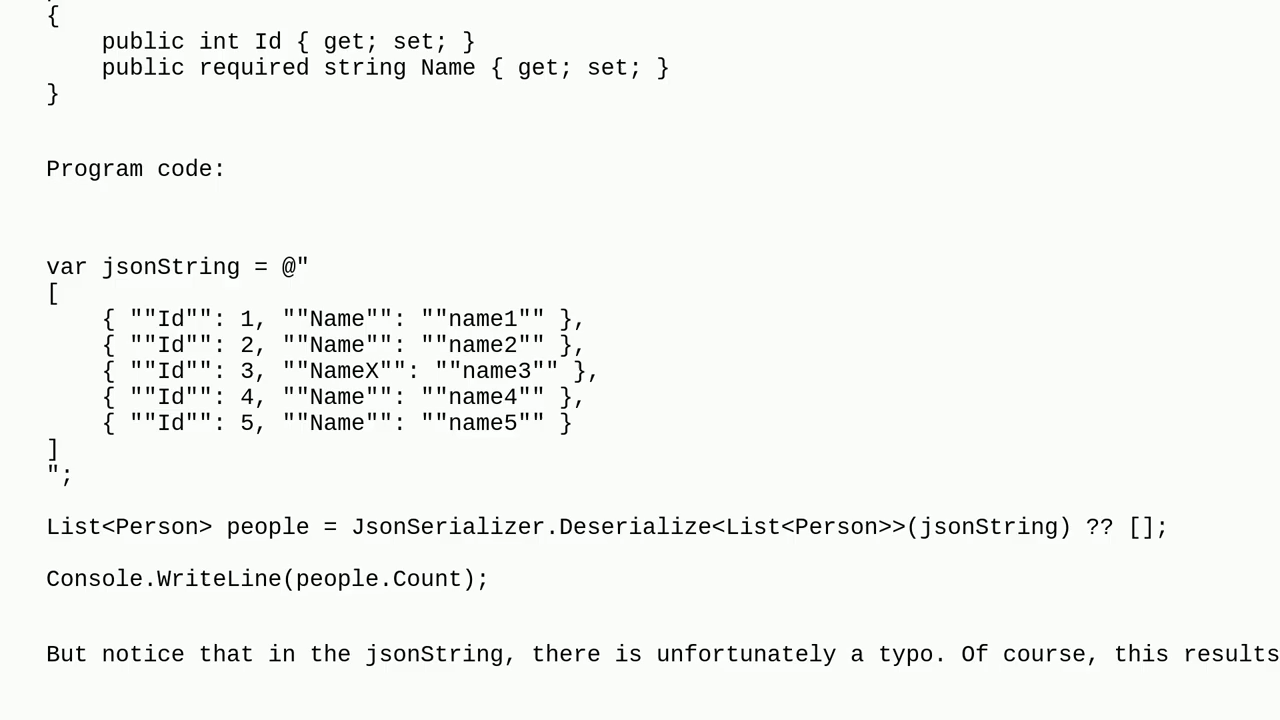 {
    public int Id { get; set; }
    public required string Name { get; set; }
}
Program code:
var jsonString = @"
[
    { ""Id"": 1, ""Name"": ""name1"" },
    { ""Id"": 2, ""Name"": ""name2"" },
    { ""Id"": 3, ""NameX"": ""name3"" },
    { ""Id"": 4, ""Name"": ""name4"" },
    { ""Id"": 5, ""Name"": ""name5"" }
]
";
List<Person> people = JsonSerializer.Deserialize<List<Person>>(jsonString) ?? [];
Console.WriteLine(people.Count);
But notice that in the jsonString, there is unfortunately a typo. Of course, this results